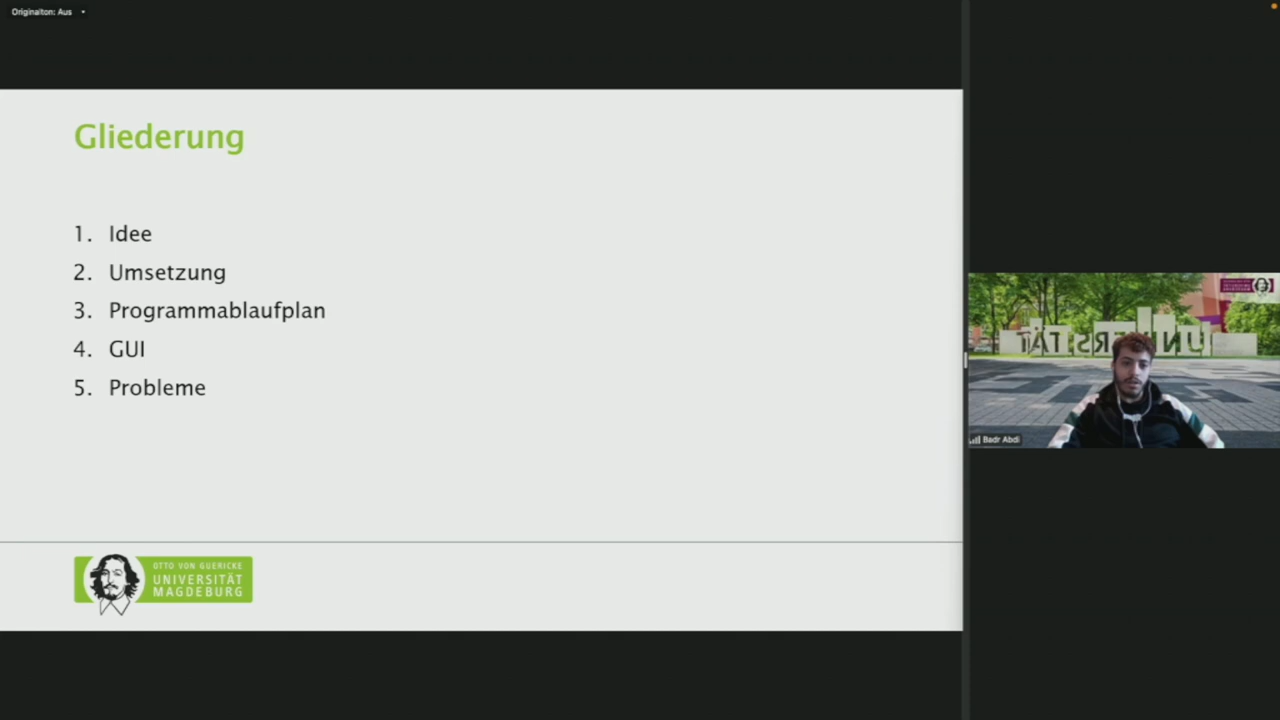 Originalton: Aus
Gliederung
1. Idee
2. Umsetzung
3. Programmablaufplan
4. GUI
5. Probleme
OTTO VON GUERICKE
UNIVERSITÄT
MAGDEBURG
UNIVERSITÄT
Badr Abdi